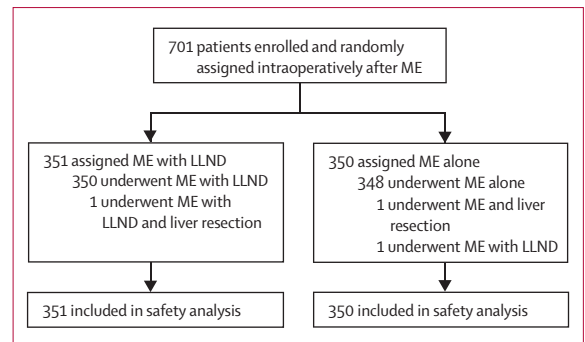 701 patients enrolled and randomly
assigned intraoperatively after ME
351 assigned ME with LLND
350 underwent ME with LLND
1 underwent ME with
LLND and liver resection
350 assigned ME alone
348 underwent ME alone
1 underwent ME and liver
resection
1 underwent ME with LLND
351 included in safety analysis
350 included in safety analysis